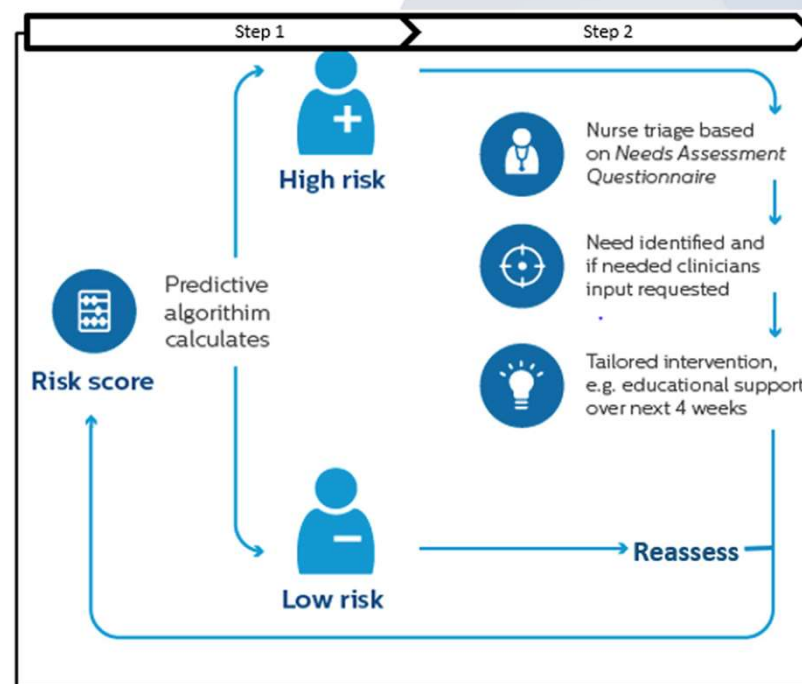 Step 1
Step 2
High risk
Nurse triage based
on Needs Assessment
Questionnaire
Need identified and
if needed clinicians
input requested
Predictive
algorithim
calculates
Risk score
Tailored intervention,
e.g. educational support
over next 4 weeks
Low risk
Reassess